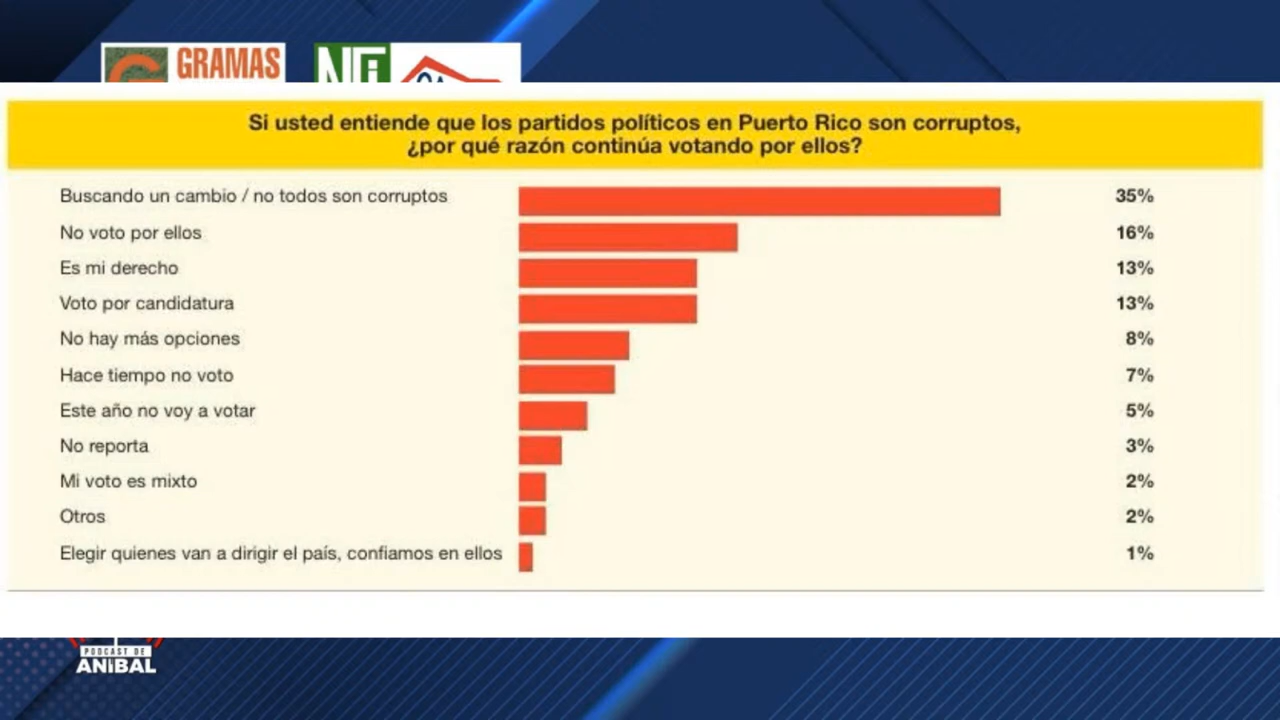 GRAMAS
Si usted entiende que los partidos políticos en Puerto Rico son corruptos,
¿por qué razón continúa votando por ellos?
Buscando un cambio / no todos son corruptos 35%
No voto por ellos 16%
Es mi derecho 13%
Voto por candidatura 13%
No hay más opciones 8%
Hace tiempo no voto 7%
Este año no voy a votar 5%
No reporta 3%
Mi voto es mixto 2%
Otros 2%
Elegir quienes van a dirigir el país, confiamos en ellos 1%
PODCAST DE
ANIBAL